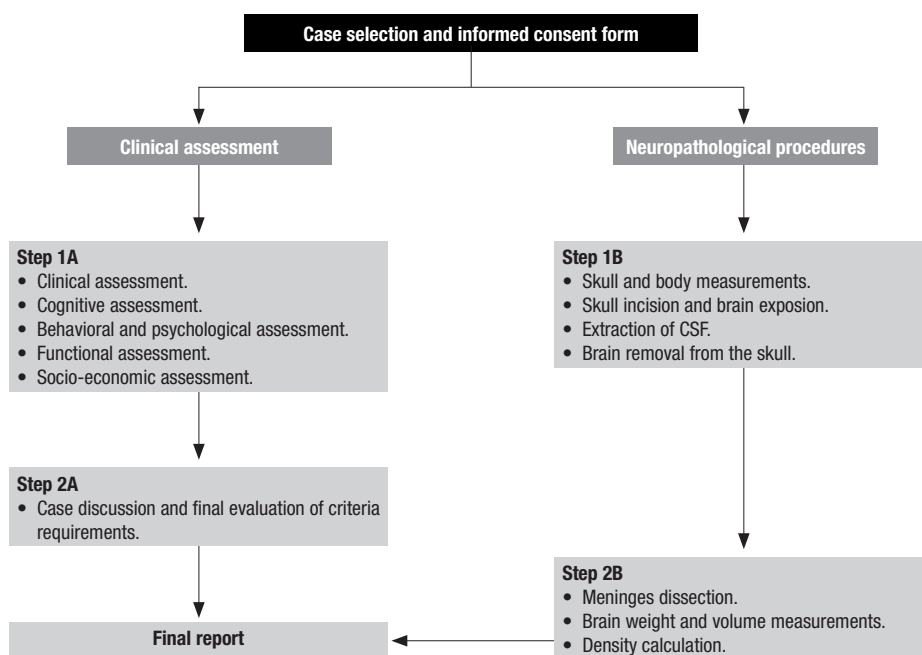 Case selection and informed consent form
Clinical assessment
Neuropathological procedures
Step 1A
• Clinical assessment.
• Cognitive assessment.
• Behavioral and psychological assessment.
• Functional assessment.
• Socio-economic assessment.
Step 1B
• Skull and body measurements.
• Skull incision and brain exposion.
• Extraction of CSF.
• Brain removal from the skull.
Step 2A
• Case discussion and final evaluation of criteria
requirements.
Step 2B
• Meninges dissection.
• Brain weight and volume measurements.
• Density calculation.
Final report